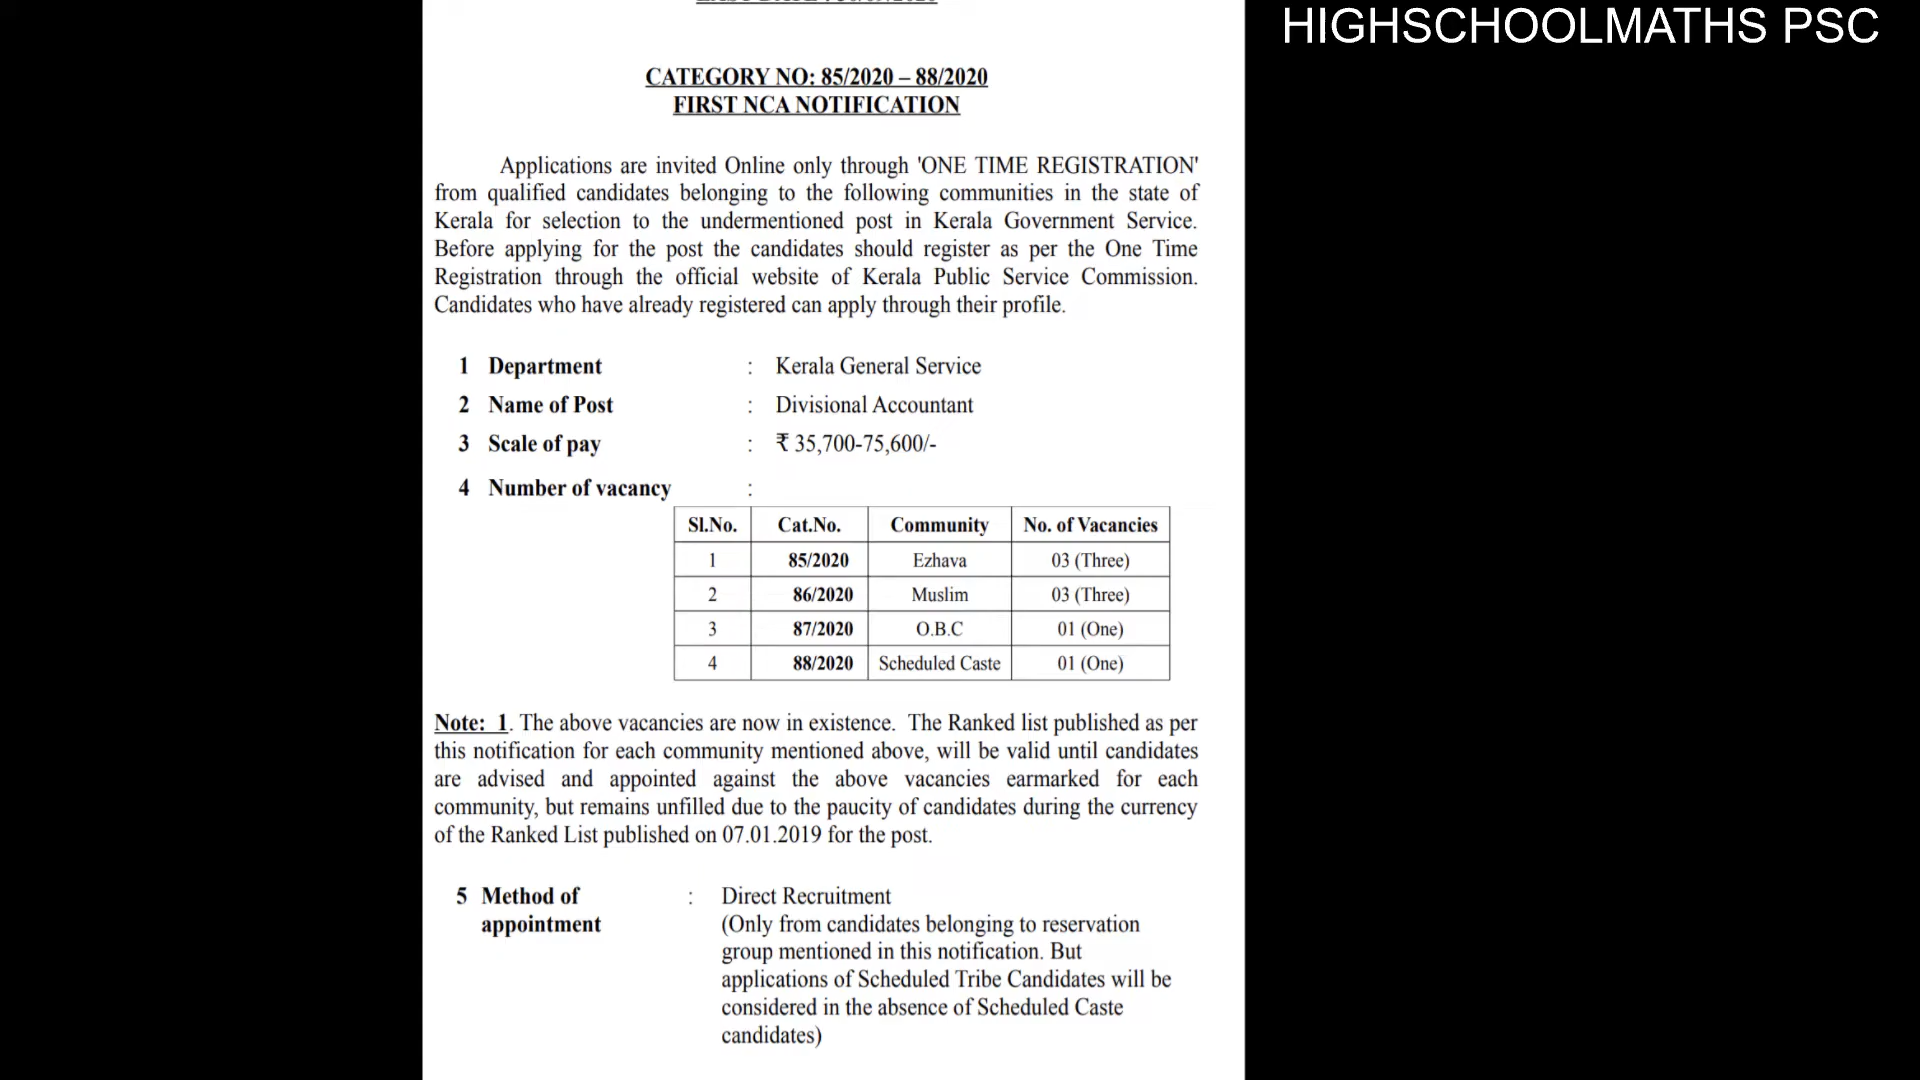 HIGHSCHOOLMATHS PSC
CATEGORY NO: 85/2020 – 88/2020
FIRST NCA NOTIFICATION
Applications are invited Online only through 'ONE TIME REGISTRATION'
from qualified candidates belonging to the following communities in the state of
Kerala for selection to the undermentioned post in Kerala Government Service.
Before applying for the post the candidates should register as per the One Time
Registration through the official website of Kerala Public Service Commission.
Candidates who have already registered can apply through their profile.
1 Department : Kerala General Service
2 Name of Post : Divisional Accountant
3 Scale of pay : ₹ 35,700-75,600/-
4 Number of vacancy :
Sl.No. Cat.No. Community No. of Vacancies
1 85/2020 Ezhava 03 (Three)
2 86/2020 Muslim 03 (Three)
3 87/2020 O.B.C 01 (One)
4 88/2020 Scheduled Caste 01 (One)
Note: 1. The above vacancies are now in existence. The Ranked list published as per
this notification for each community mentioned above, will be valid until candidates
are advised and appointed against the above vacancies earmarked for each
community, but remains unfilled due to the paucity of candidates during the currency
of the Ranked List published on 07.01.2019 for the post.
5 Method of : Direct Recruitment
appointment (Only from candidates belonging to reservation
group mentioned in this notification. But
applications of Scheduled Tribe Candidates will be
considered in the absence of Scheduled Caste
candidates)